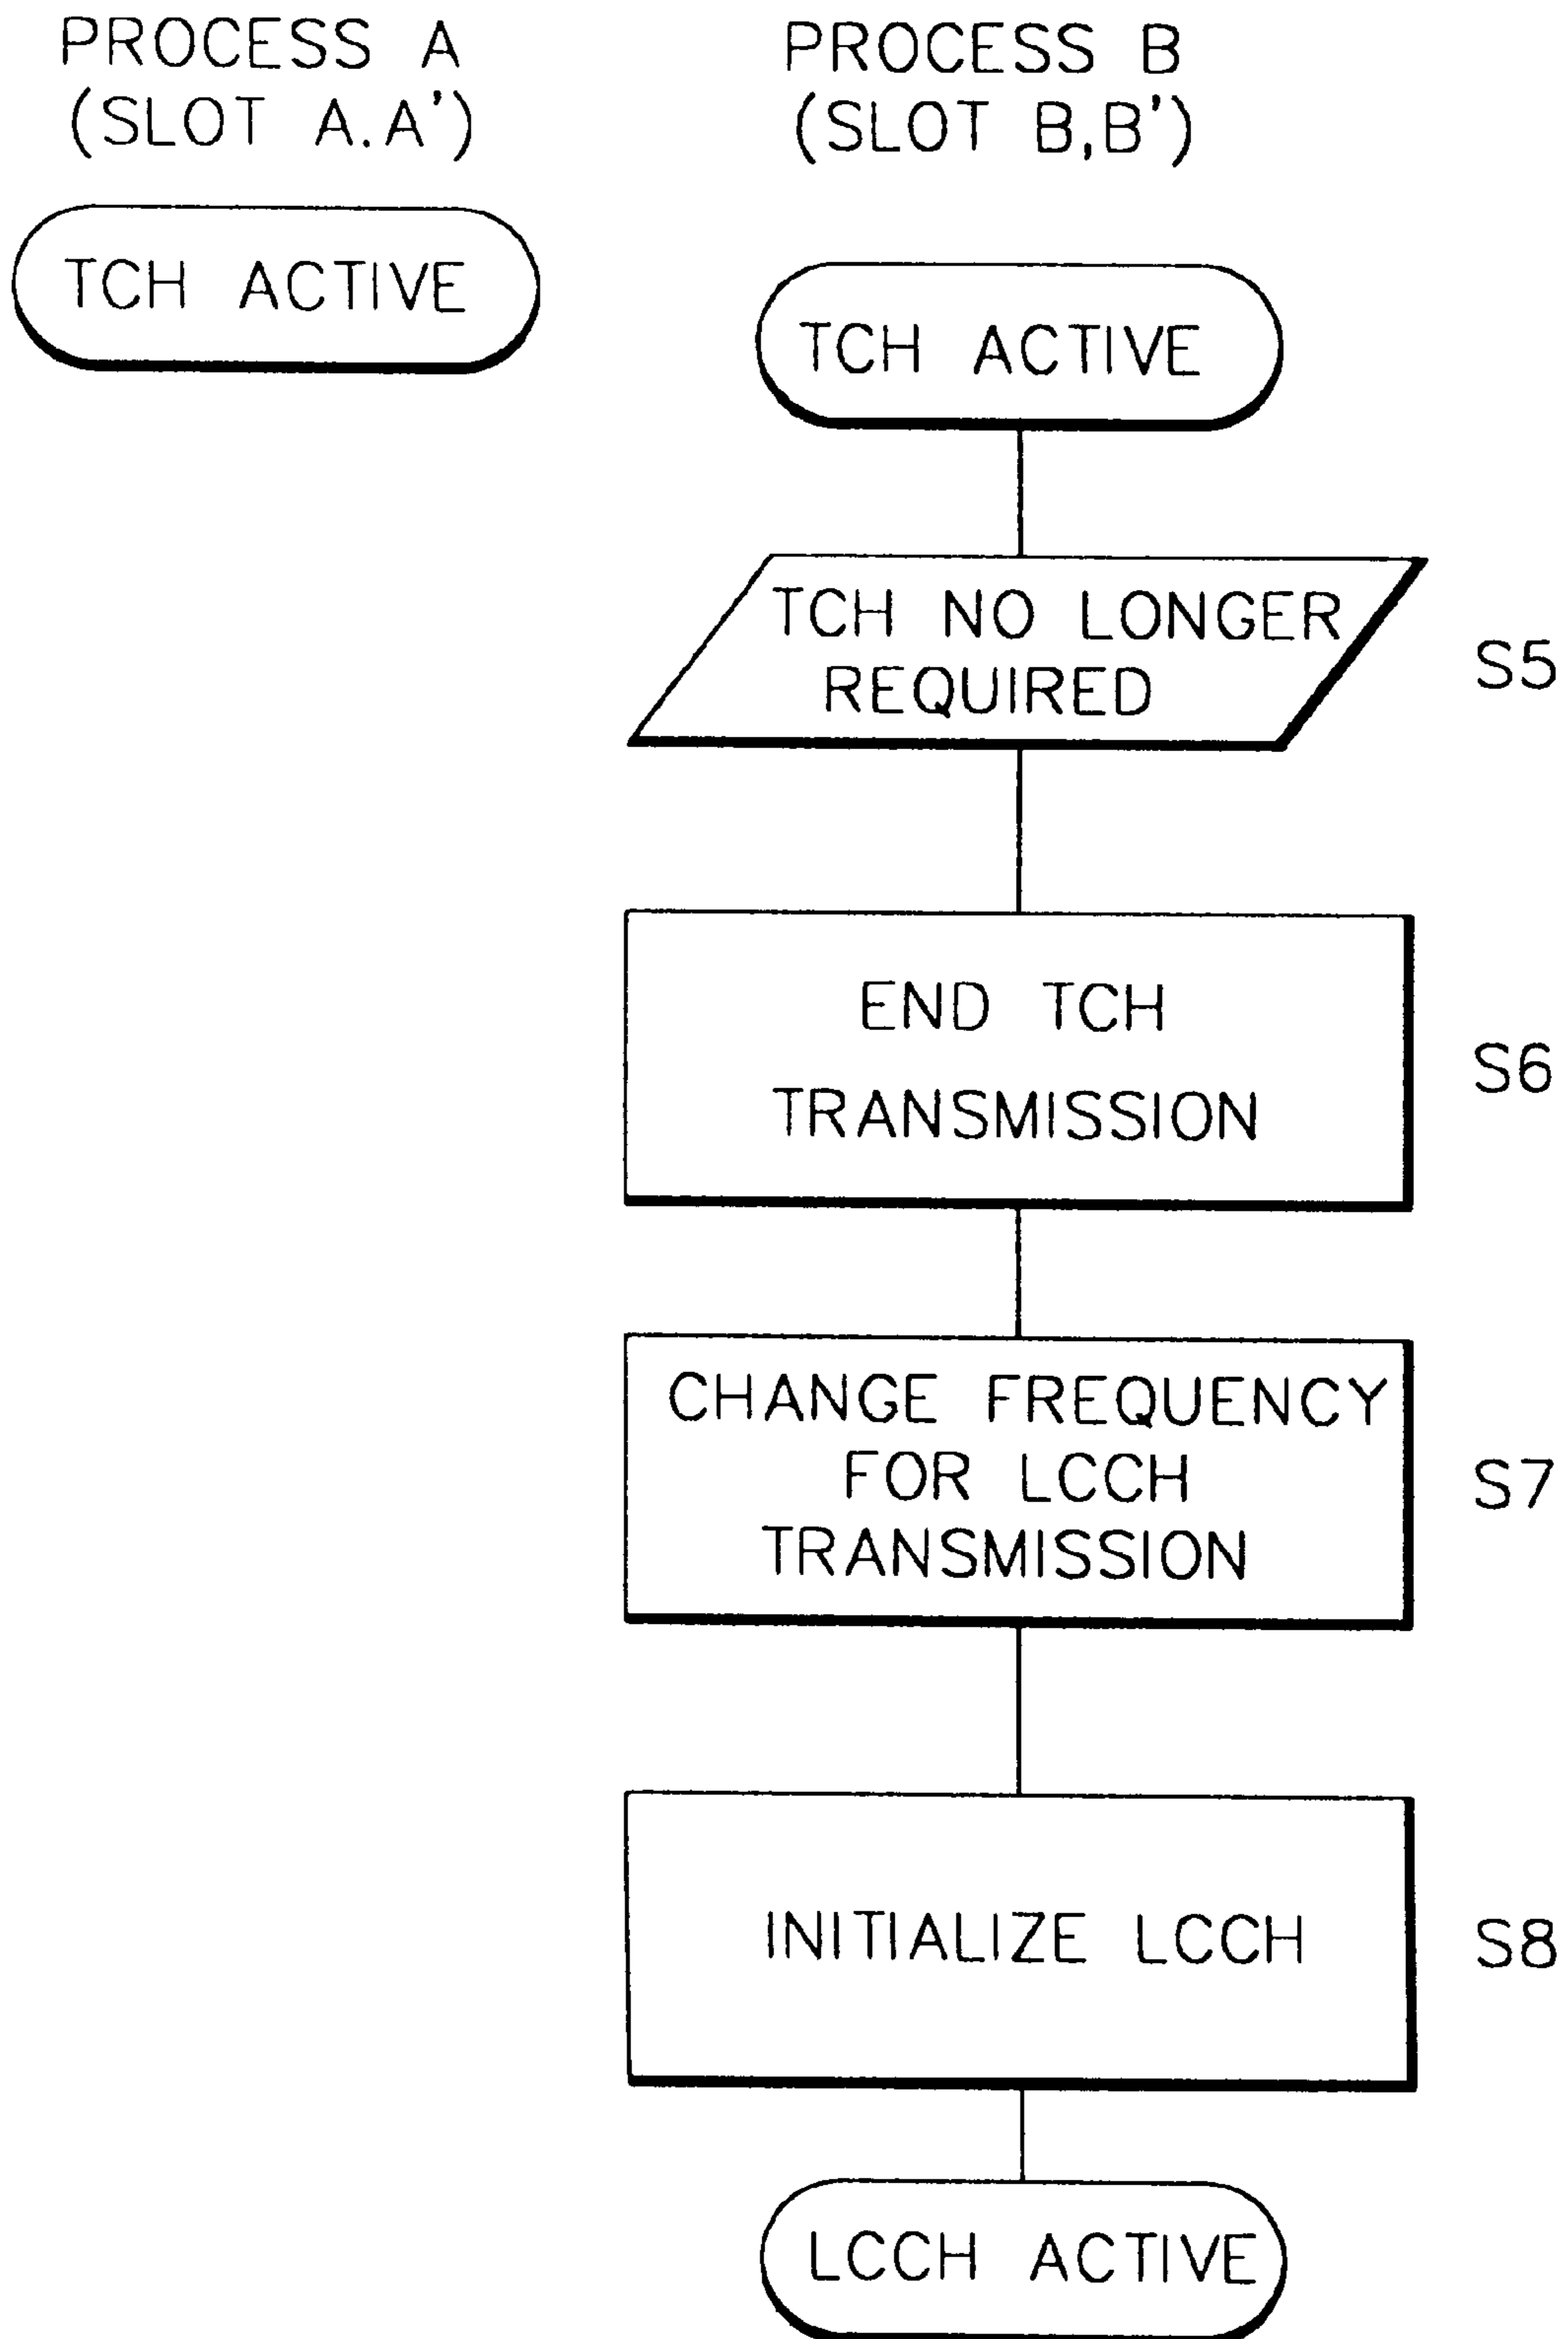 PROCESS A
(SLOT A.A')
TCH ACTIVE
PROCESS B
(SLOT B,B')
TCH ACTIVE
TCH NO LONGER
REQUIRED
S5
END TCH
TRANSMISSION
S6
CHANGE FREQUENCY
FOR LCCH
TRANSMISSION
S7
INITIALIZE LCCH
S8
LCCH ACTIVE